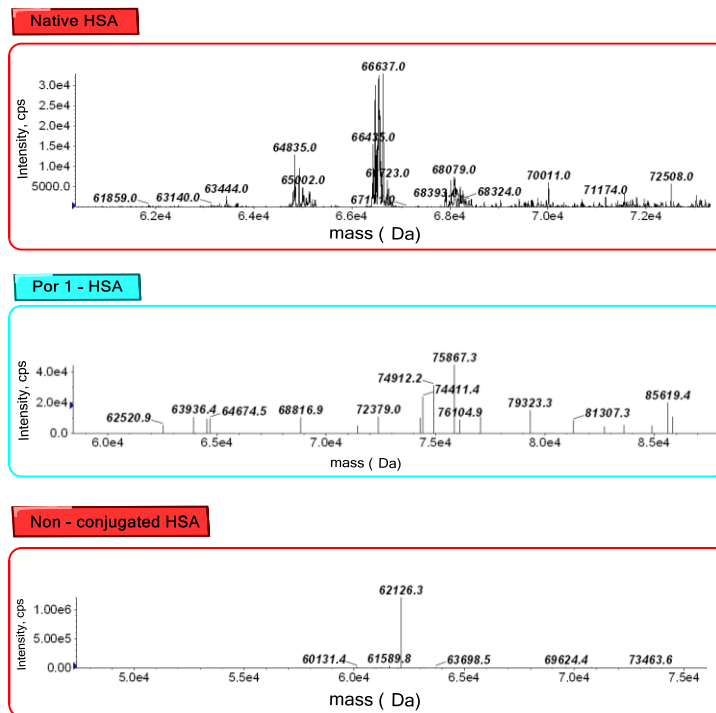 Native HSA
Intensity, cps
3.0e4
2.5e4
2.0e4
1.5e4
1.0e4
5000.0
66637.0
64835.0
66435.0
65002.0
68079.0
61859.0
63140.0
63444.0
68393.0
68324.0
70011.0
71174.0
72508.0
6.2e4 6.4e4 6.6e4 6.8e4 7.0e4 7.2e4
mass ( Da)
Por 1 - HSA
Intensity, cps
4.0e4
2.0e4
0.0
75867.3
74912.2
74411.4
62520.9
63936.4
64674.5
68816.9
72379.0
76104.9
79323.3
81307.3
85619.4
6.0e4 6.5e4 7.0e4 7.5e4 8.0e4 8.5e4
mass ( Da)
Non - conjugated HSA
Intensity, cps
1.00e6
5.00e5
0.00
62126.3
60131.4 61589.8 63698.5 69624.4 73463.6
5.0e4 5.5e4 6.0e4 6.5e4 7.0e4 7.5e4
mass ( Da)